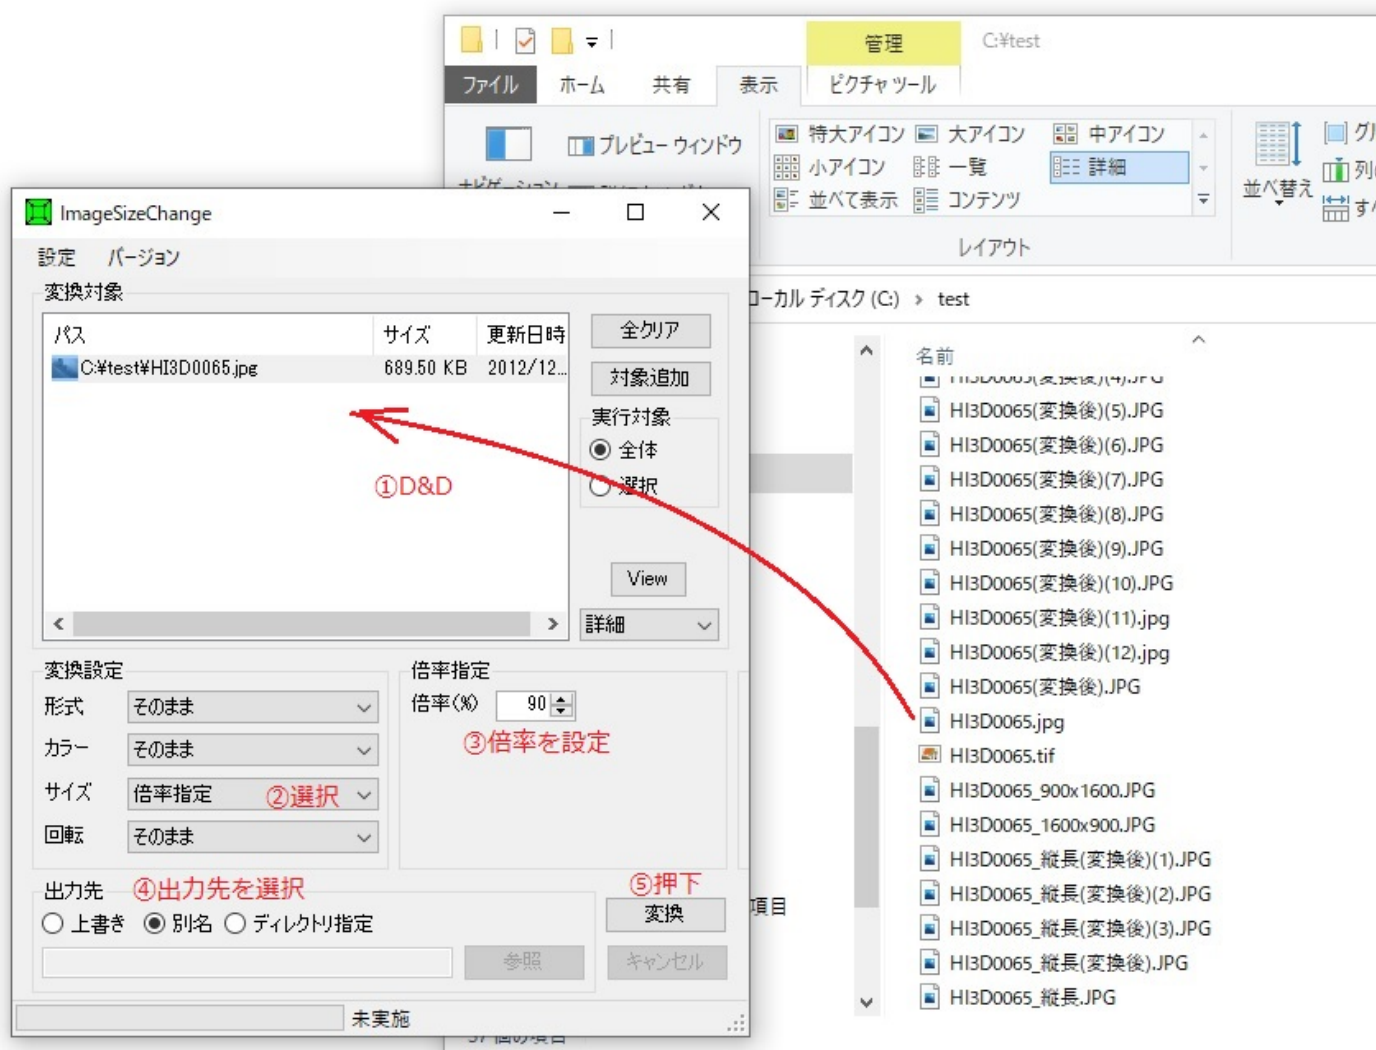 管理
C:¥test
ファイル
ホーム
共有
表示
ピクチャ ツール
プレビュー ウィンドウ
特大アイコン
大アイコン
中アイコン
小アイコン
一覧
詳細
並べて表示
コンテンツ
並べ替え
レイアウト
ImageSizeChange
設定
バージョン
変換対象
パス
サイズ
更新日時
C:¥test¥HI3D0065.jpg
689.50 KB
2012/12...
①D&D
全クリア
対象追加
実行対象
全体
選択
View
詳細
変換設定
形式
そのまま
カラー
そのまま
サイズ
倍率指定
②選択
回転
そのまま
倍率指定
倍率(%)
90
③倍率を設定
出力先
④出力先を選択
上書き
別名
ディレクトリ指定
参照
⑤押下
変換
キャンセル
未実施
ローカル ディスク (C:) › test
名前
HI3D0065(変換後)(4).JPG
HI3D0065(変換後)(5).JPG
HI3D0065(変換後)(6).JPG
HI3D0065(変換後)(7).JPG
HI3D0065(変換後)(8).JPG
HI3D0065(変換後)(9).JPG
HI3D0065(変換後)(10).JPG
HI3D0065(変換後)(11).jpg
HI3D0065(変換後)(12).jpg
HI3D0065(変換後).JPG
HI3D0065.jpg
HI3D0065.tif
HI3D0065_900x1600.JPG
HI3D0065_1600x900.JPG
HI3D0065_縦長(変換後)(1).JPG
HI3D0065_縦長(変換後)(2).JPG
HI3D0065_縦長(変換後)(3).JPG
HI3D0065_縦長(変換後).JPG
HI3D0065_縦長.JPG
項目